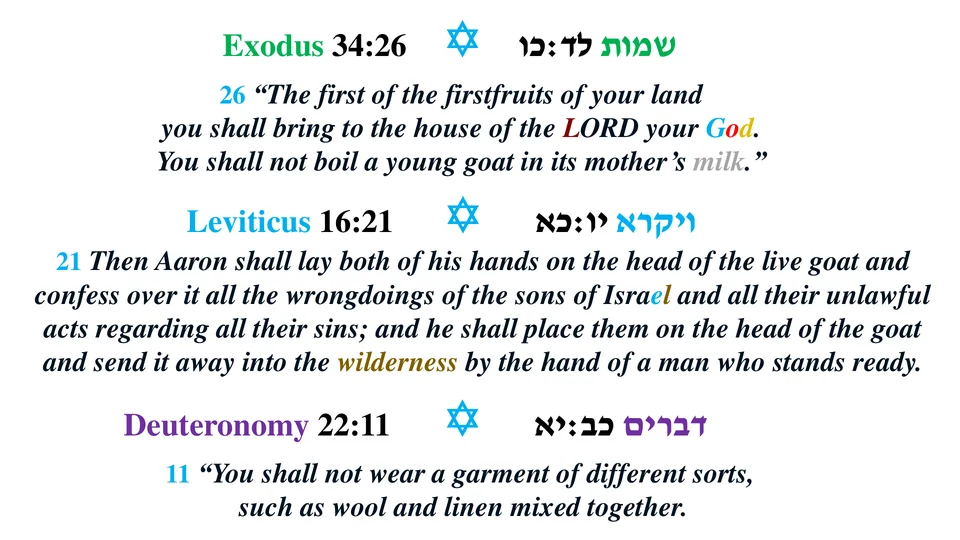 Exodus 34:26 ✡ שמות לד:כו
26 “The first of the firstfruits of your land
you shall bring to the house of the LORD your God.
You shall not boil a young goat in its mother’s milk.”
Leviticus 16:21 ✡ ויקרא יו:כא
21 Then Aaron shall lay both of his hands on the head of the live goat and
confess over it all the wrongdoings of the sons of Israel and all their unlawful
acts regarding all their sins; and he shall place them on the head of the goat
and send it away into the wilderness by the hand of a man who stands ready.
Deuteronomy 22:11 ✡ דברים כב:יא
11 “You shall not wear a garment of different sorts,
such as wool and linen mixed together.